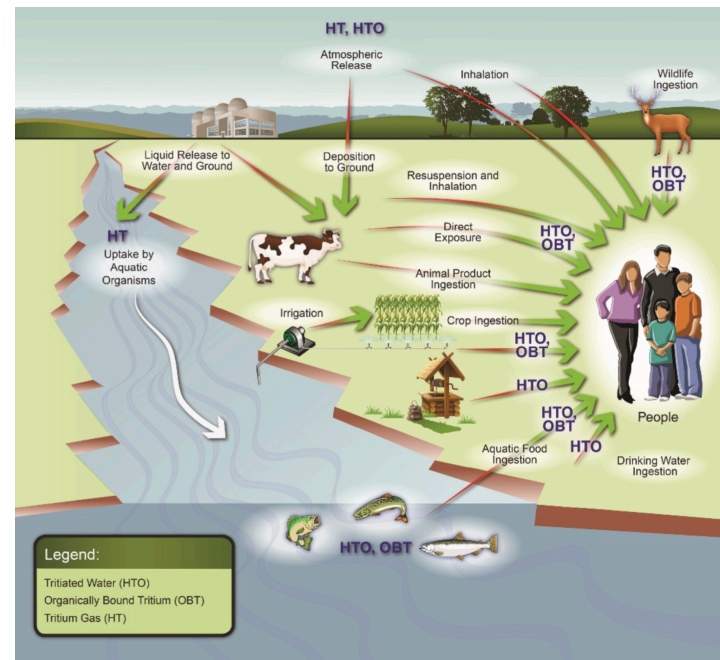 HT, HTO
Atmospheric
Release
Inhalation
Wildlife
Ingestion
Liquid Release to
Water and Ground
Deposition
to Ground
Resuspension and
Inhalation
HTO,
OBT
HT
Uptake by
Aquatic
Organisms
Direct
Exposure
HTO,
OBT
Animal Product
Ingestion
Irrigation
Crop Ingestion
HTO,
OBT
HTO
HTO,
OBT
People
Aquatic Food
Ingestion
HTO
Drinking Water
Ingestion
HTO, OBT
Legend:
Tritiated Water (HTO)
Organically Bound Tritium (OBT)
Tritium Gas (HT)